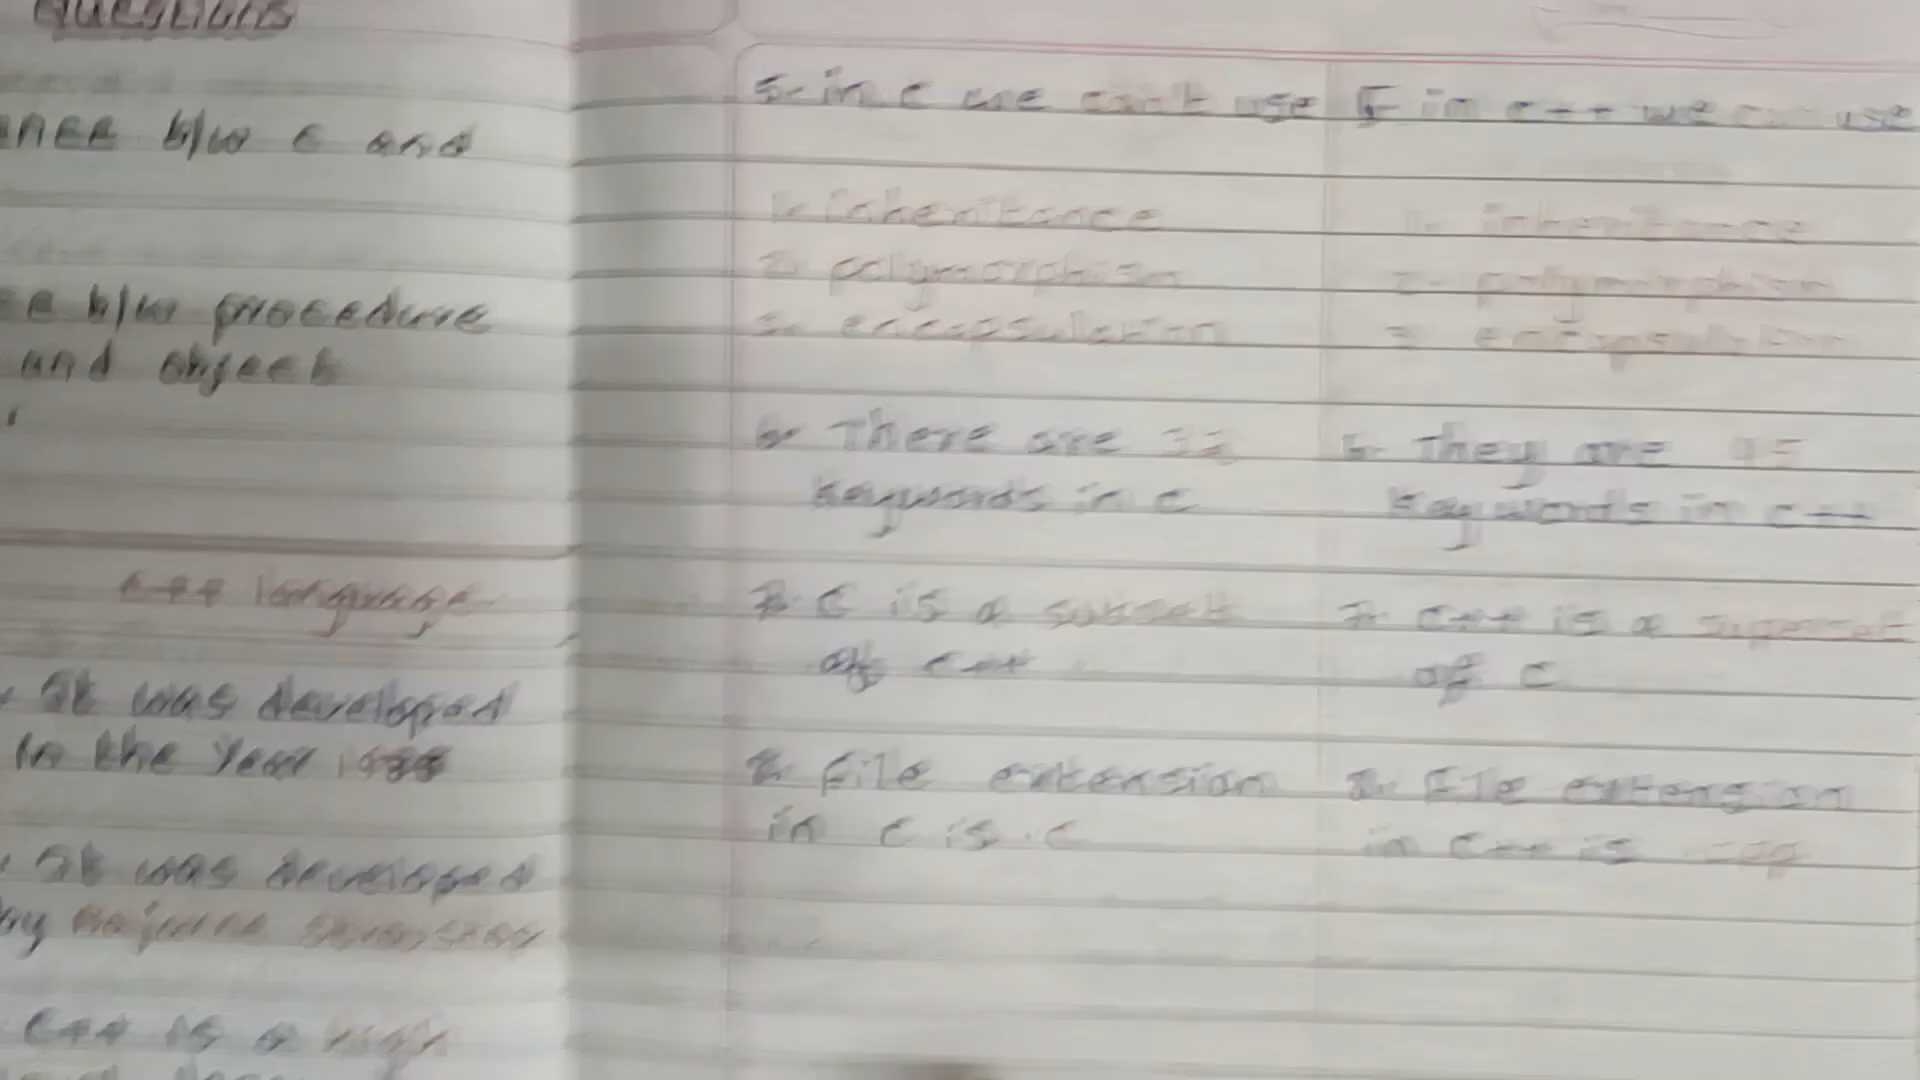 Questions
b/w c and
b/w procedure
and object
c++ language
It was developed
in the year
It was developed
by
C++ is a high
5. in c we can't use
1. inheritance
2. polymorphism
3. encapsulation
6. There are 32
keywords in c
7. C is a subset
of c++
8. File extension
in c is .c
5. in c++ we can use
1. inheritance
2. polymorphism
3. encapsulation
6. They are 95
keywords in c++
7. C++ is a superset
of c
8. File extension
in c++ is .cpp